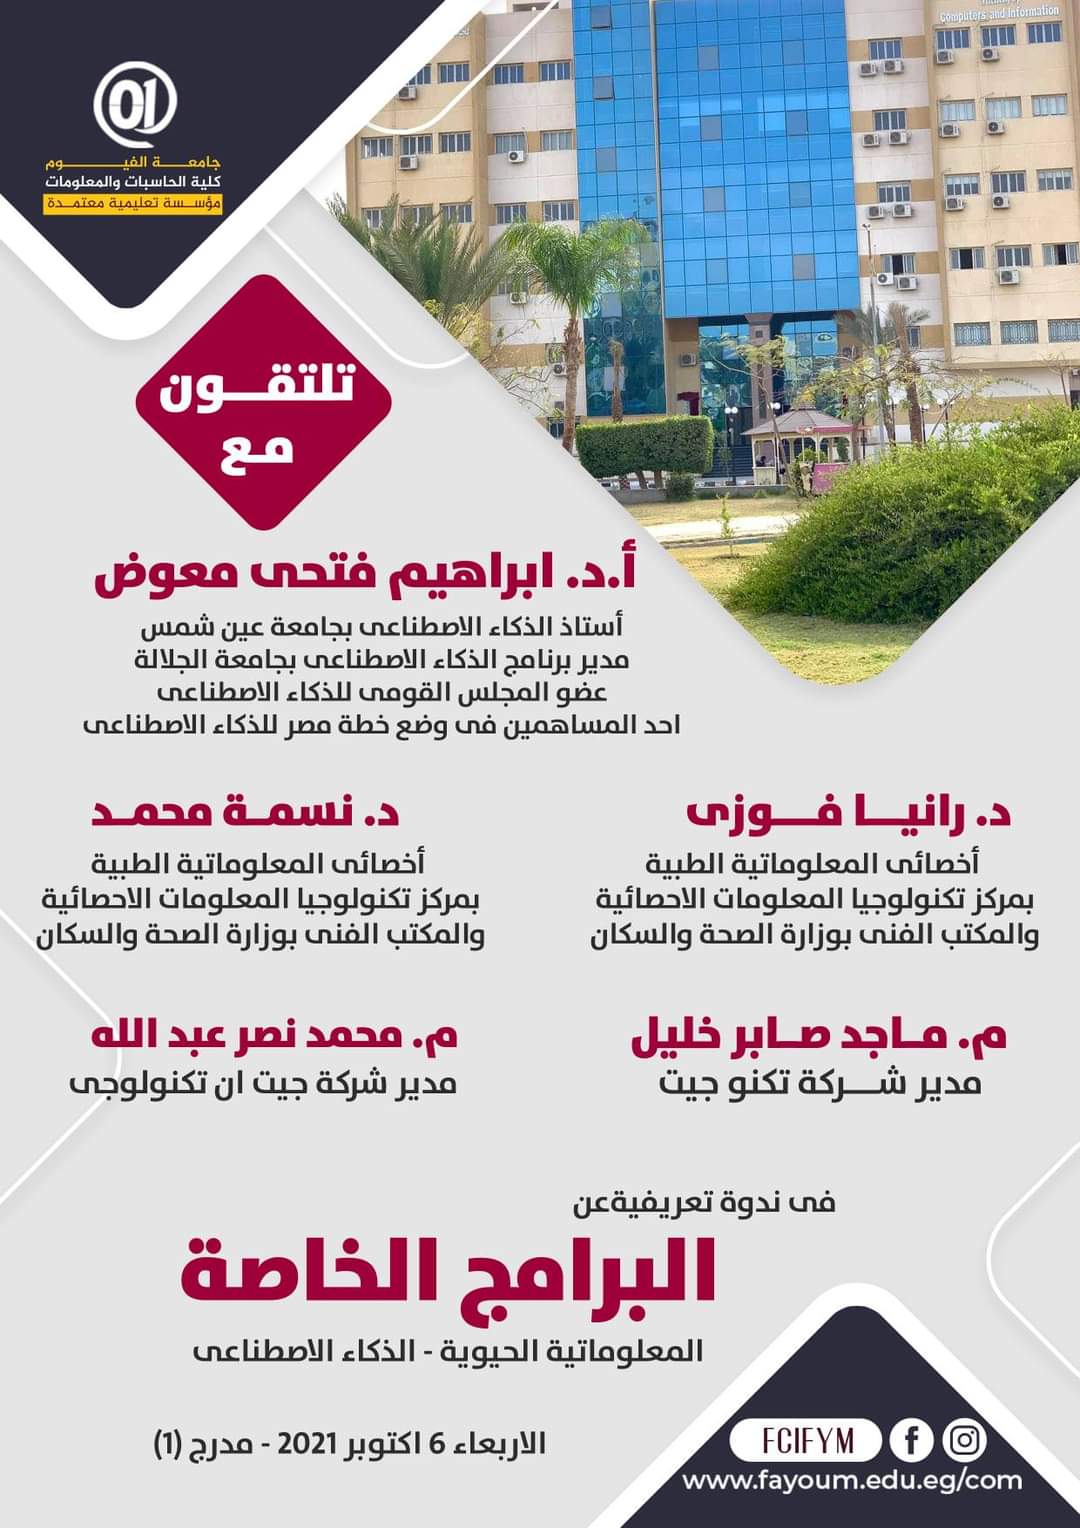 Computers and Information
01
جامعة الفيوم
كلية الحاسبات والمعلومات
مؤسسة تعليمية معتمدة
تلتقون
مع
أ.د. ابراهيم فتحى معوض
أستاذ الذكاء الاصطناعى بجامعة عين شمس
مدير برنامج الذكاء الاصطناعى بجامعة الجلالة
عضو المجلس القومى للذكاء الاصطناعى
احد المساهمين فى وضع خطة مصر للذكاء الاصطناعى
د. رانيا فوزى
أخصائى المعلوماتية الطبية
بمركز تكنولوجيا المعلومات الاحصائية
والمكتب الفنى بوزارة الصحة والسكان
د. نسمة محمد
أخصائى المعلوماتية الطبية
بمركز تكنولوجيا المعلومات الاحصائية
والمكتب الفنى بوزارة الصحة والسكان
م. ماجد صابر خليل
مدير شركة تكنو جيت
م. محمد نصر عبد الله
مدير شركة جيت ان تكنولوجى
فى ندوة تعريفيةعن
البرامج الخاصة
المعلوماتية الحيوية - الذكاء الاصطناعى
الاربعاء 6 اكتوبر 2021 - مدرج (1)
FCIFYM
www.fayoum.edu.eg/com